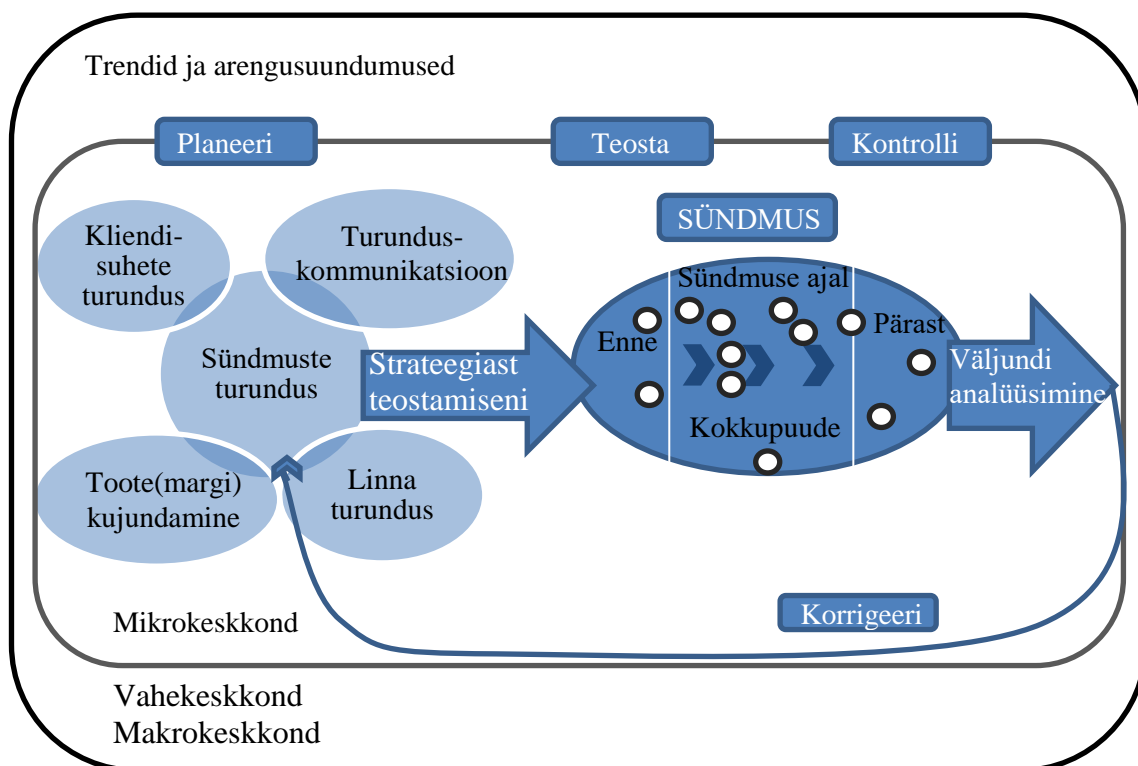 Trendid ja arengusuundumused
Planeeri
Teosta
Kontrolli
SÜNDMUS
Kliendi-
suhete
turundus
Turundus-
kommunikatsioon
Sündmuste
turundus
Toote(margi)
kujundamine
Linna
turundus
Strateegiast
teostamiseni
Enne
Sündmuse ajal
Pärast
Kokkupuude
Väljundi
analüüsimine
Korrigeeri
Mikrokeskkond
Vahekeskkond
Makrokeskkond